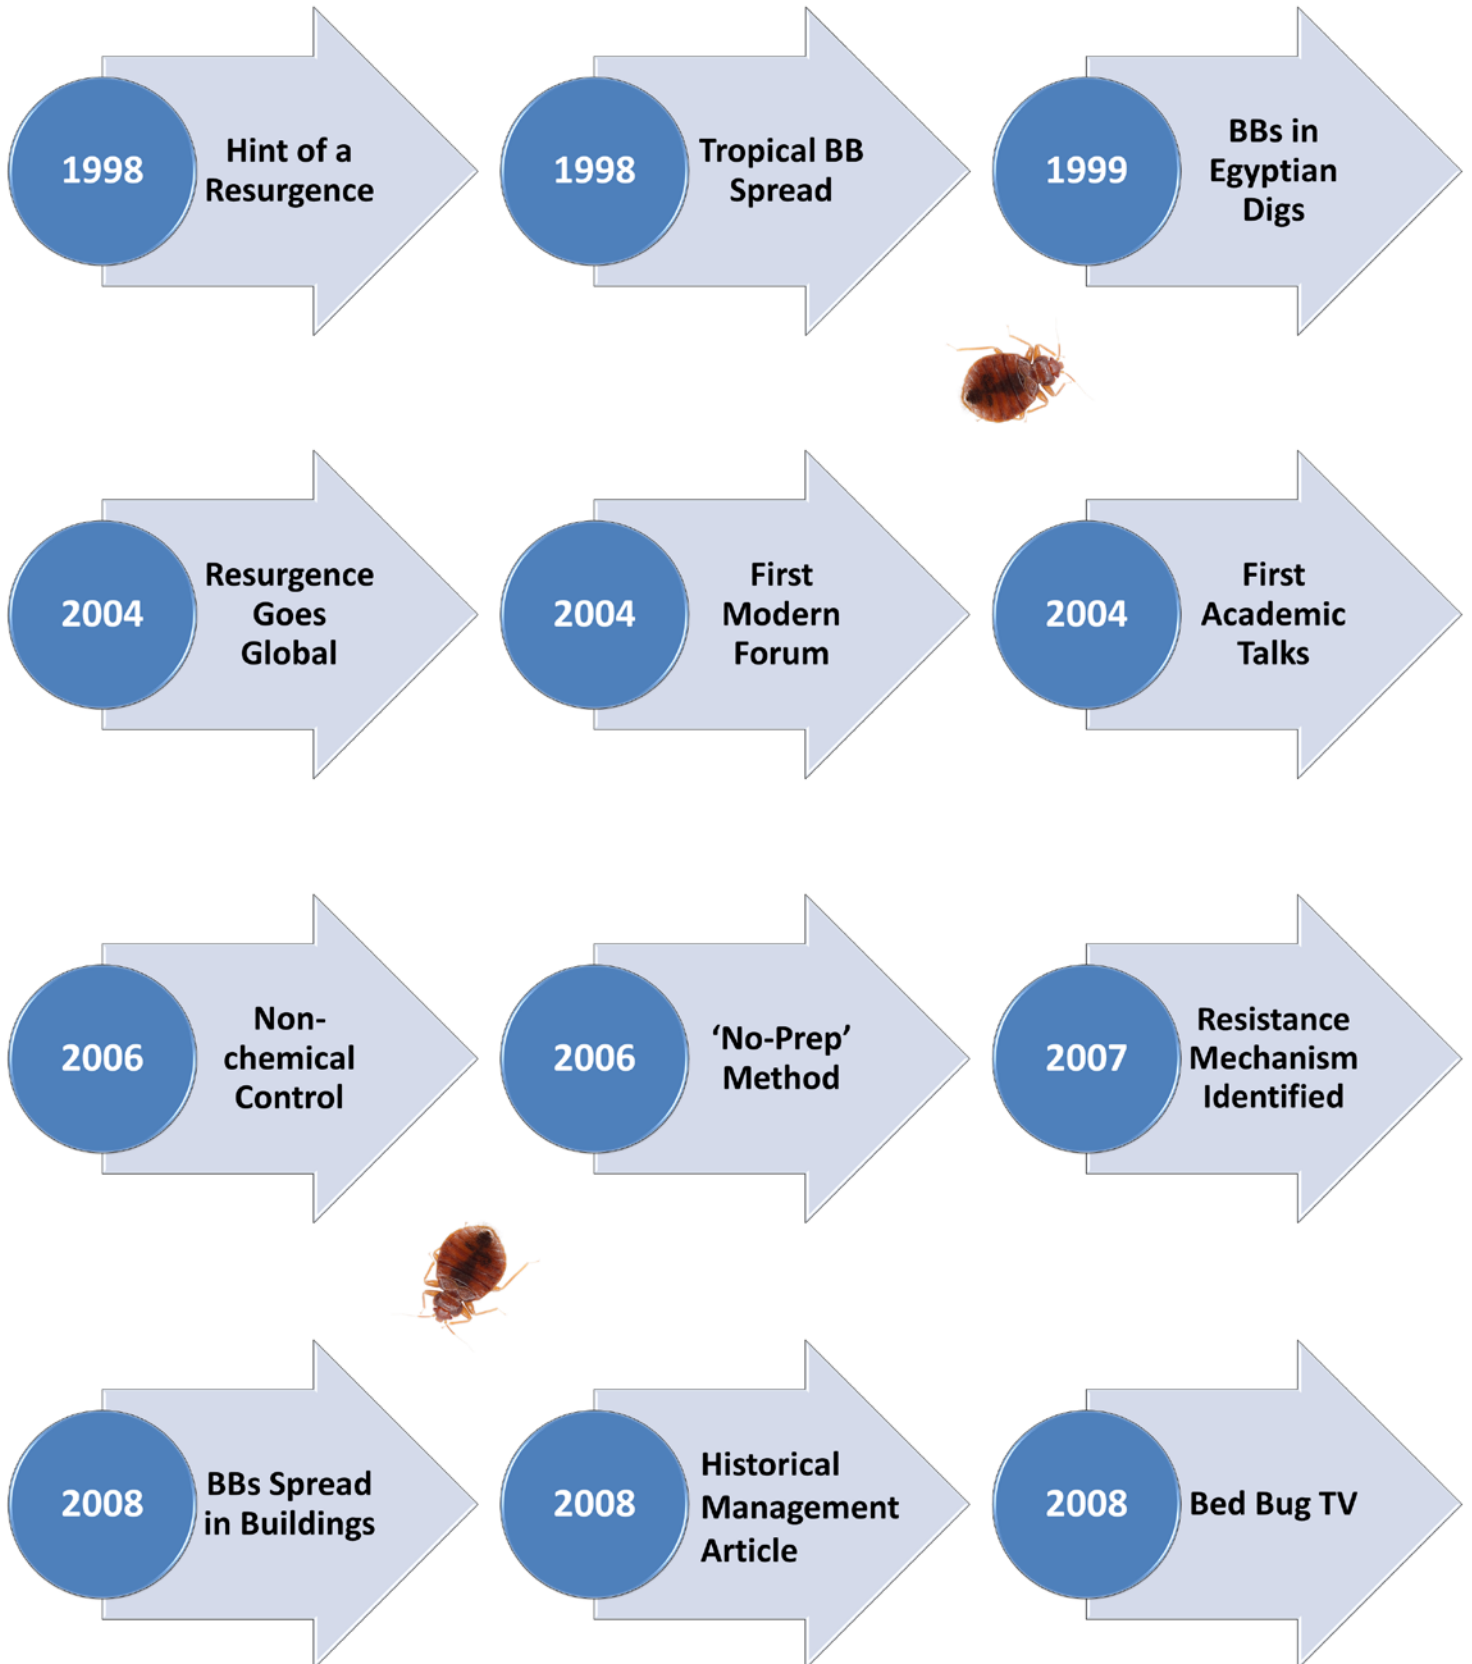 1998
Hint of a
Resurgence
1998
Tropical BB
Spread
1999
BBs in
Egyptian
Digs
2004
Resurgence
Goes
Global
2004
First
Modern
Forum
2004
First
Academic
Talks
2006
Non-
chemical
Control
2006
‘No-Prep’
Method
2007
Resistance
Mechanism
Identified
2008
BBs Spread
in Buildings
2008
Historical
Management
Article
2008
Bed Bug TV